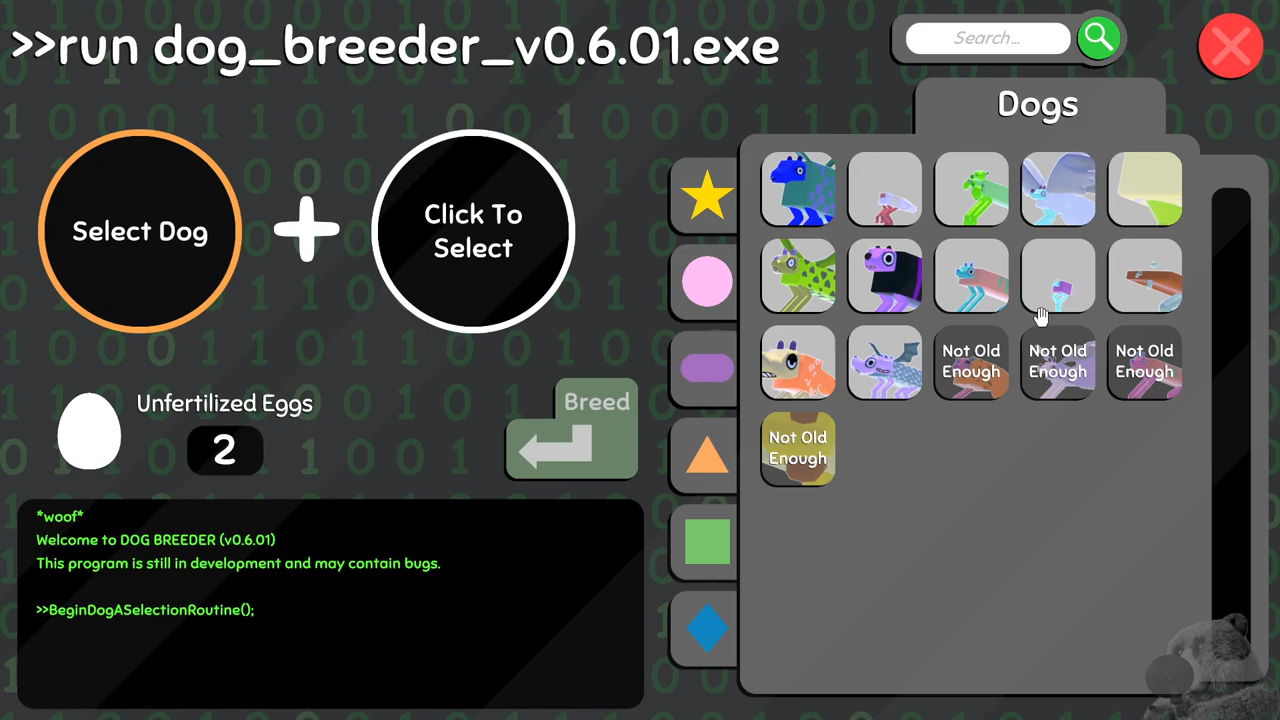 >>run dog_breeder_v0.6.01.exe
Search...
Dogs
Select Dog
Click To
Select
Not Old
Enough
Not Old
Enough
Not Old
Enough
Not Old
Enough
Unfertilized Eggs
2
Breed
*woof*
Welcome to DOG BREEDER (v0.6.01)
This program is still in development and may contain bugs.
>>BeginDogASelectionRoutine();